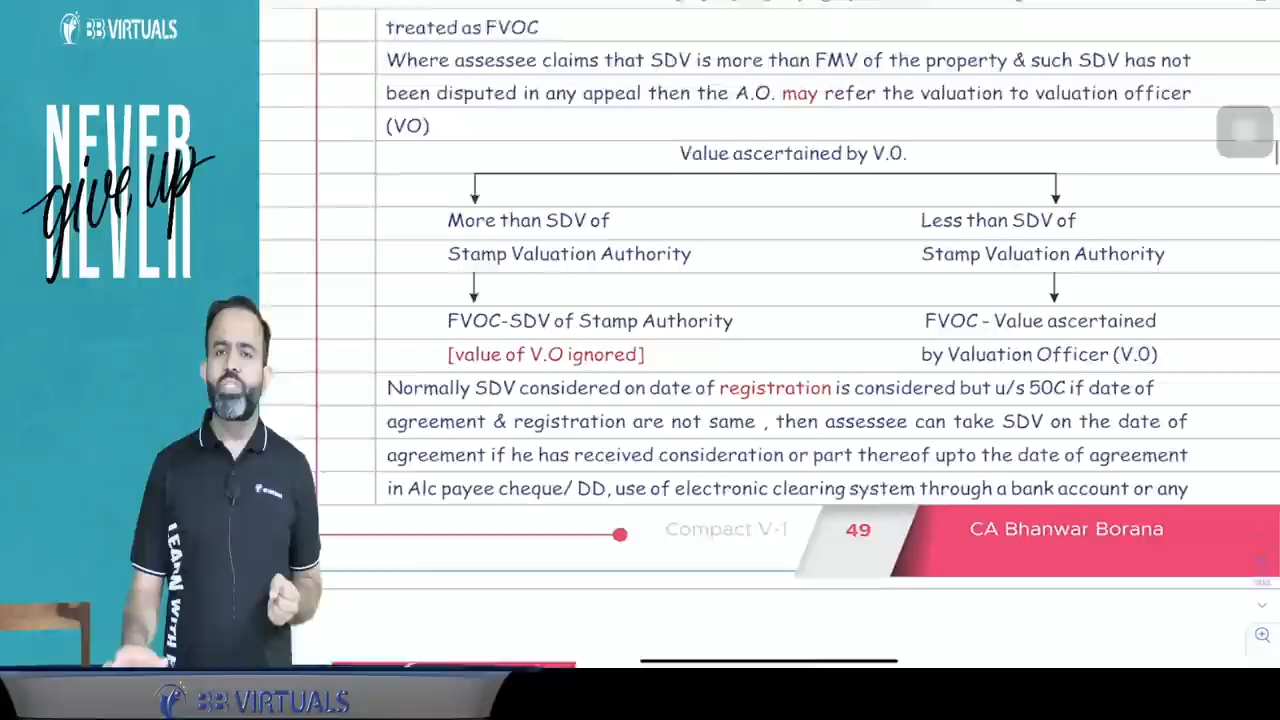 BB VIRTUALS
NEVER
give up
NEVER
treated as FVOC
Where assessee claims that SDV is more than FMV of the property & such SDV has not
been disputed in any appeal then the A.O. may refer the valuation to valuation officer
(VO)
Value ascertained by V.O.
More than SDV of
Less than SDV of
Stamp Valuation Authority
Stamp Valuation Authority
FVOC-SDV of Stamp Authority
FVOC - Value ascertained
[value of V.O ignored]
by Valuation Officer (V.O)
Normally SDV considered on date of registration is considered but u/s 50C if date of
agreement & registration are not same , then assessee can take SDV on the date of
agreement if he has received consideration or part thereof upto the date of agreement
in A/c payee cheque/ DD, use of electronic clearing system through a bank account or any
Compact V-1
49
CA Bhanwar Borana
LEARN WITH
BB VIRTUALS